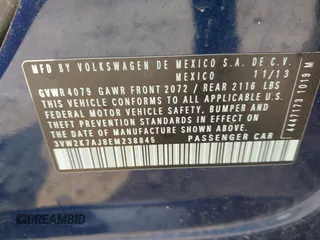 MFD BY VOLKSWAGEN DE MEXICO S.A. DE C.V.
MEXICO 11/13
GVWR 4079 GAWR FRONT 2072 / REAR 2116 LBS
THIS VEHICLE CONFORMS TO ALL APPLICABLE U.S.
FEDERAL MOTOR VEHICLE SAFETY, BUMPER AND
THEFT PREVENTION STANDARDS IN EFFECT ON
THE DATE OF MANUFACTURE SHOWN ABOVE.
3VW2K7AJ8EM238845 PASSENGER CAR
4447173 1019 M
DREAMBID